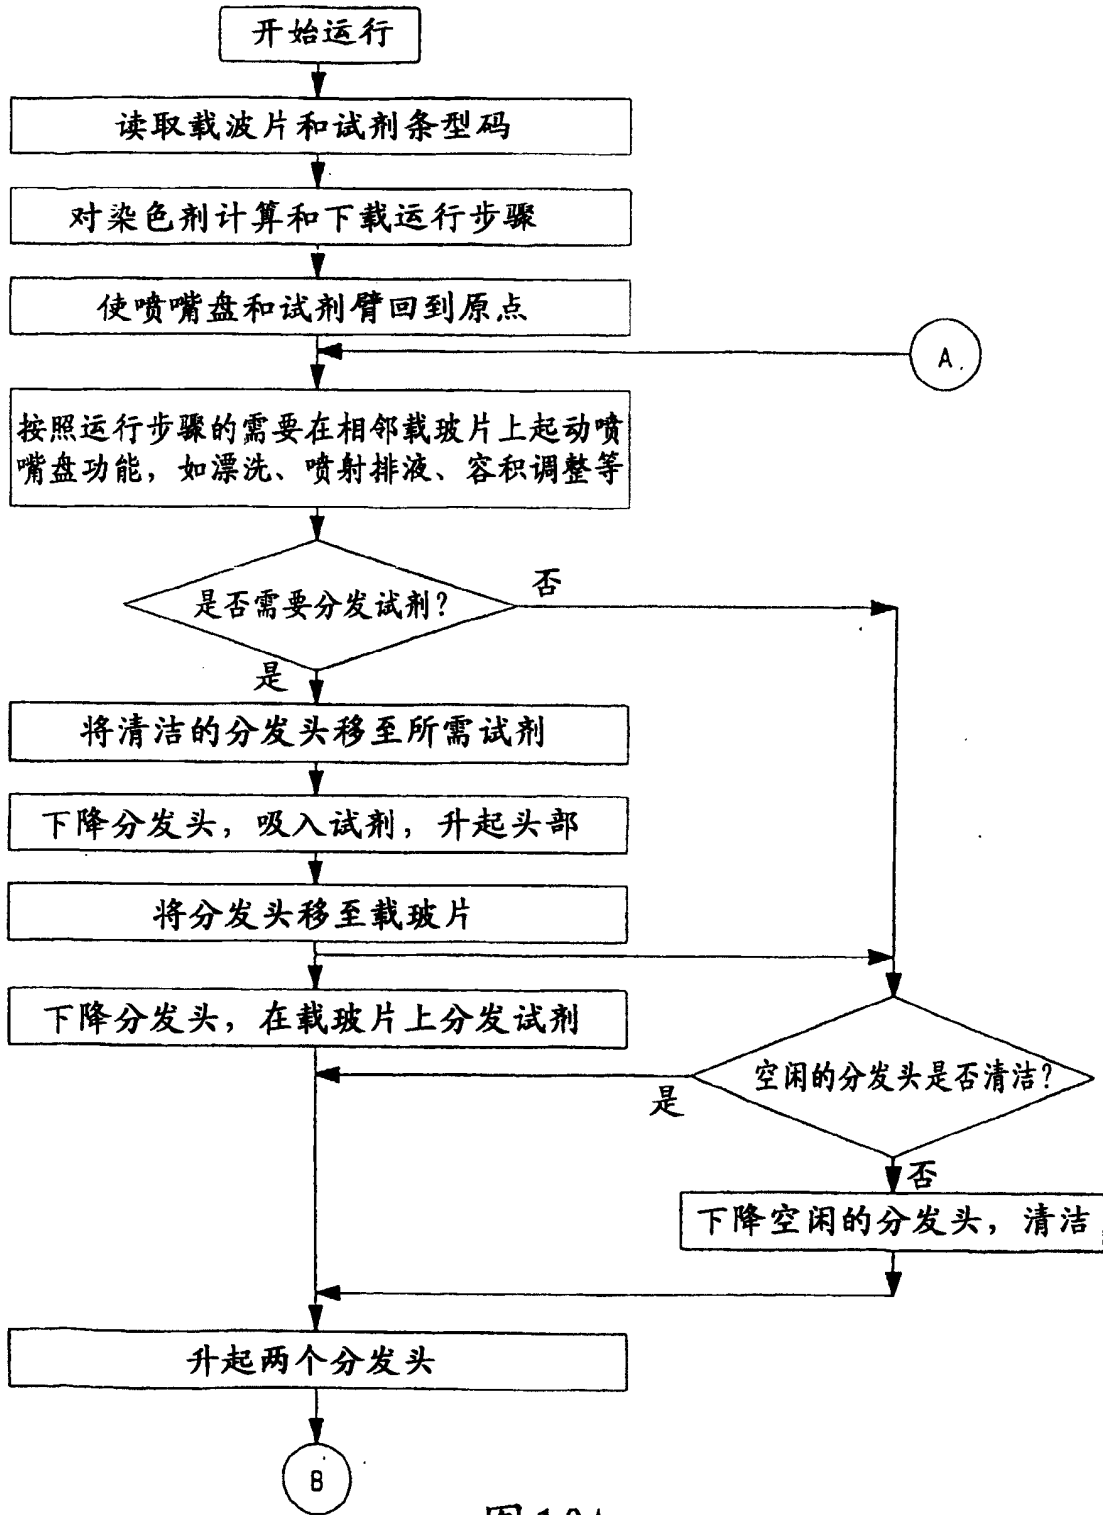 开始运行
读取载波片和试剂条型码
对染色剂计算和下载运行步骤
使喷嘴盘和试剂臂回到原点
A
按照运行步骤的需要在相邻载玻片上起动喷
嘴盘功能，如漂洗、喷射排液、容积调整等
否
是否需要分发试剂？
是
将清洁的分发头移至所需试剂
下降分发头，吸入试剂，升起头部
将分发头移至载玻片
下降分发头，在载玻片上分发试剂
空闲的分发头是否清洁？
是
否
下降空闲的分发头，清洁
升起两个分发头
B